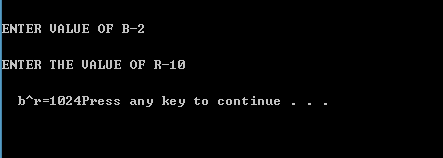 ENTER VALUE OF B-2
ENTER THE VALUE OF R-10
b^r=1024Press any key to continue . . .